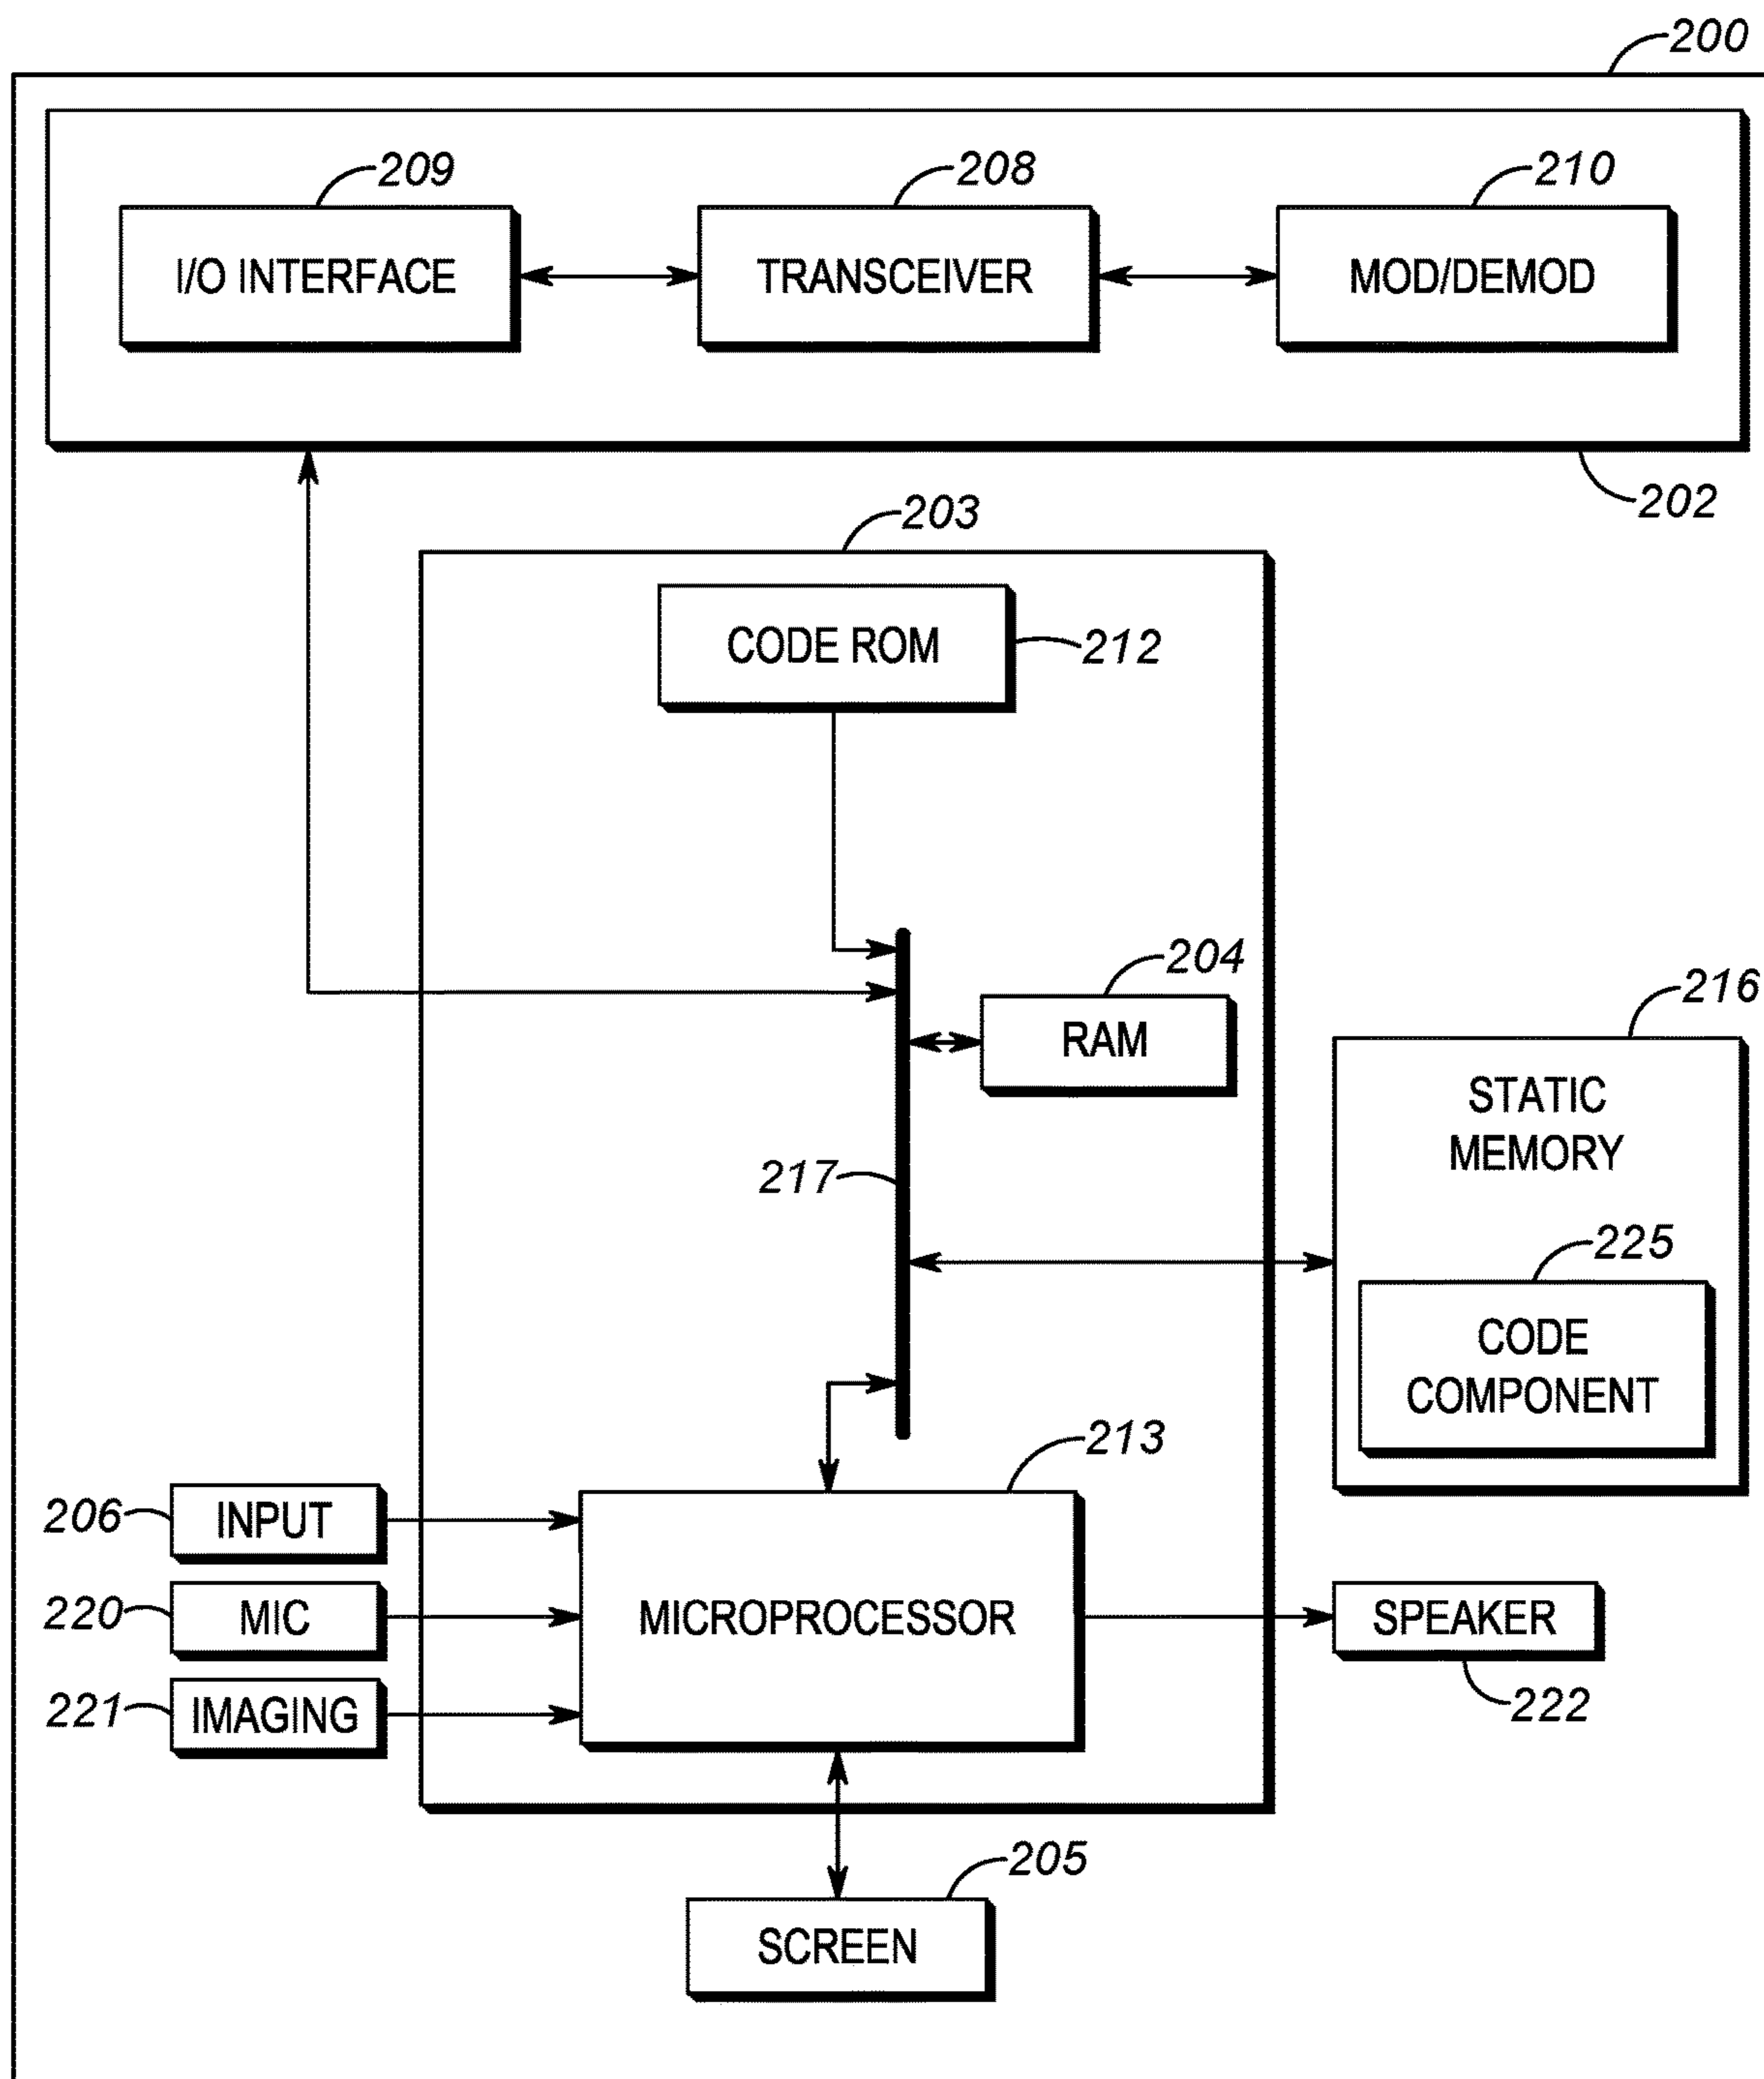 200
209
208
210
I/O INTERFACE
TRANSCEIVER
MOD/DEMOD
202
203
CODE ROM
212
204
RAM
216
STATIC
MEMORY
217
225
CODE
COMPONENT
213
206
INPUT
220
MIC
MICROPROCESSOR
SPEAKER
221
IMAGING
222
205
SCREEN